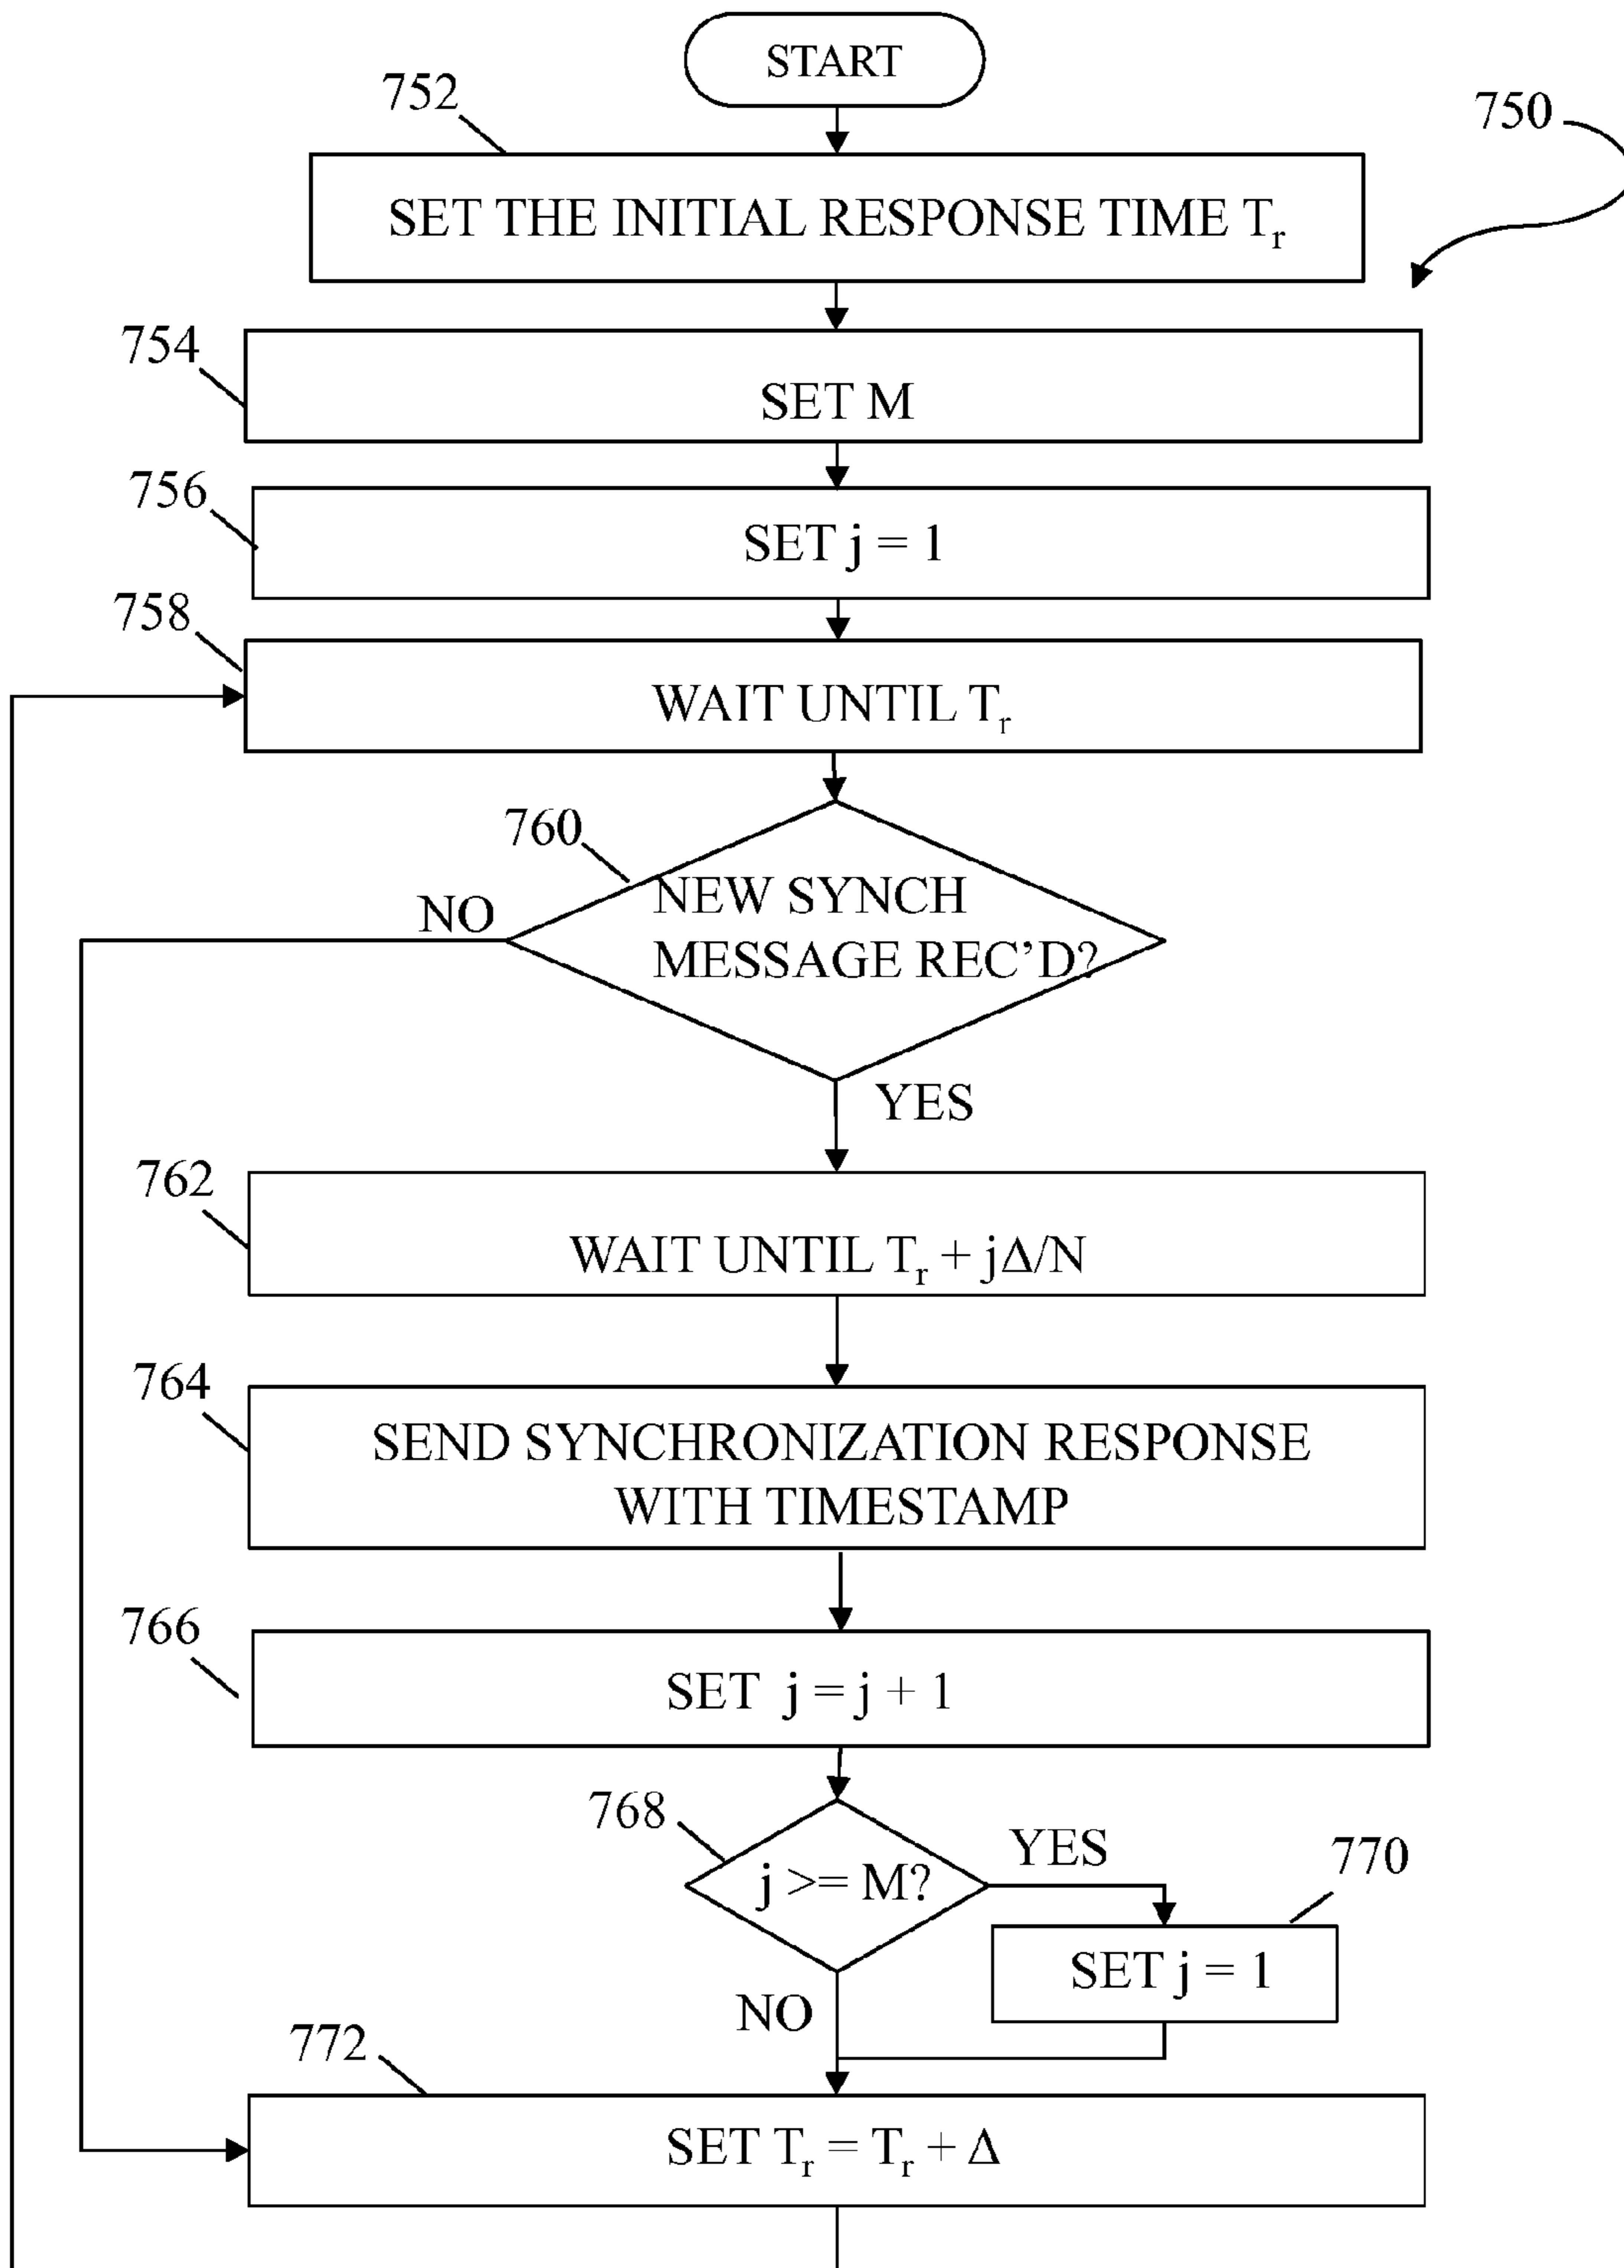 START
752
750
SET THE INITIAL RESPONSE TIME Tr
754
SET M
756
SET j = 1
758
WAIT UNTIL Tr
760
NO
NEW SYNCH
MESSAGE REC’D?
YES
762
WAIT UNTIL Tr + jΔ/N
764
SEND SYNCHRONIZATION RESPONSE
WITH TIMESTAMP
766
SET j = j + 1
768
j >= M?
YES
770
SET j = 1
NO
772
SET Tr = Tr + Δ